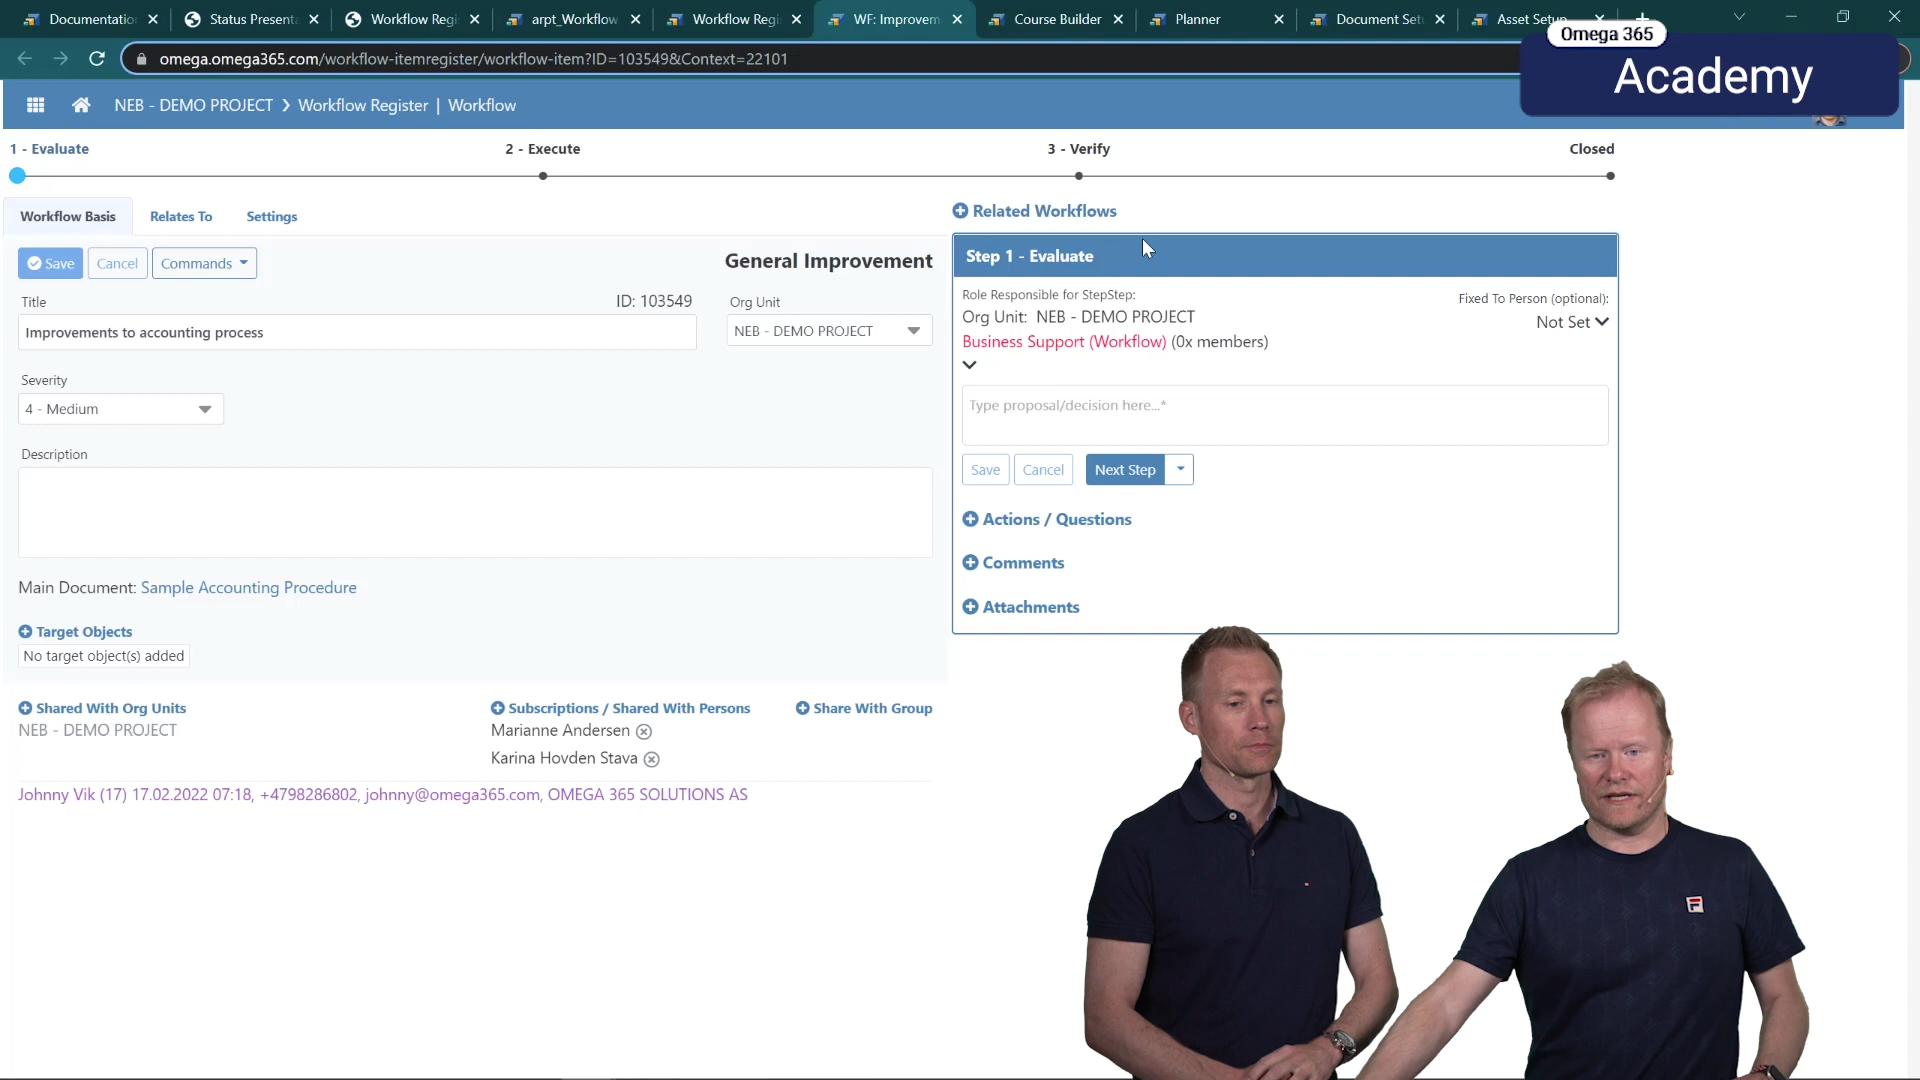 Documentatio
Status Present
Workflow Regi
arpt_Workflow
Workflow Regi
WF: Improvem
Course Builder
Planner
Document Set
Asset Setup
omega.omega365.com/workflow-itemregister/workflow-item?ID=103549&Context=22101
Omega 365
Academy
NEB - DEMO PROJECT > Workflow Register | Workflow
1 - Evaluate
2 - Execute
3 - Verify
Closed
Workflow Basis
Relates To
Settings
Save
Cancel
Commands
General Improvement
Title
ID: 103549
Improvements to accounting process
Org Unit
NEB - DEMO PROJECT
Severity
4 - Medium
Description
Main Document: Sample Accounting Procedure
Target Objects
No target object(s) added
Shared With Org Units
NEB - DEMO PROJECT
Subscriptions / Shared With Persons
Marianne Andersen
Karina Hovden Stava
Share With Group
Johnny Vik (17) 17.02.2022 07:18, +4798286802, johnny@omega365.com, OMEGA 365 SOLUTIONS AS
Related Workflows
Step 1 - Evaluate
Role Responsible for StepStep:
Org Unit: NEB - DEMO PROJECT
Business Support (Workflow) (0x members)
Fixed To Person (optional):
Not Set
Type proposal/decision here...*
Save
Cancel
Next Step
Actions / Questions
Comments
Attachments